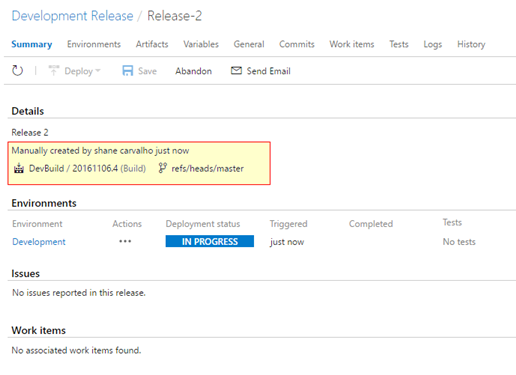 Development Release / Release-2
Summary Environments Artifacts Variables General Commits Work items Tests Logs History
Deploy Save Abandon Send Email
Details
Release 2
Manually created by shane carvalho just now
DevBuild / 20161106.4 (Build) refs/heads/master
Environments
Environment Actions Deployment status Triggered Completed Tests
Development ••• IN PROGRESS just now No tests
Issues
No issues reported in this release.
Work items
No associated work items found.